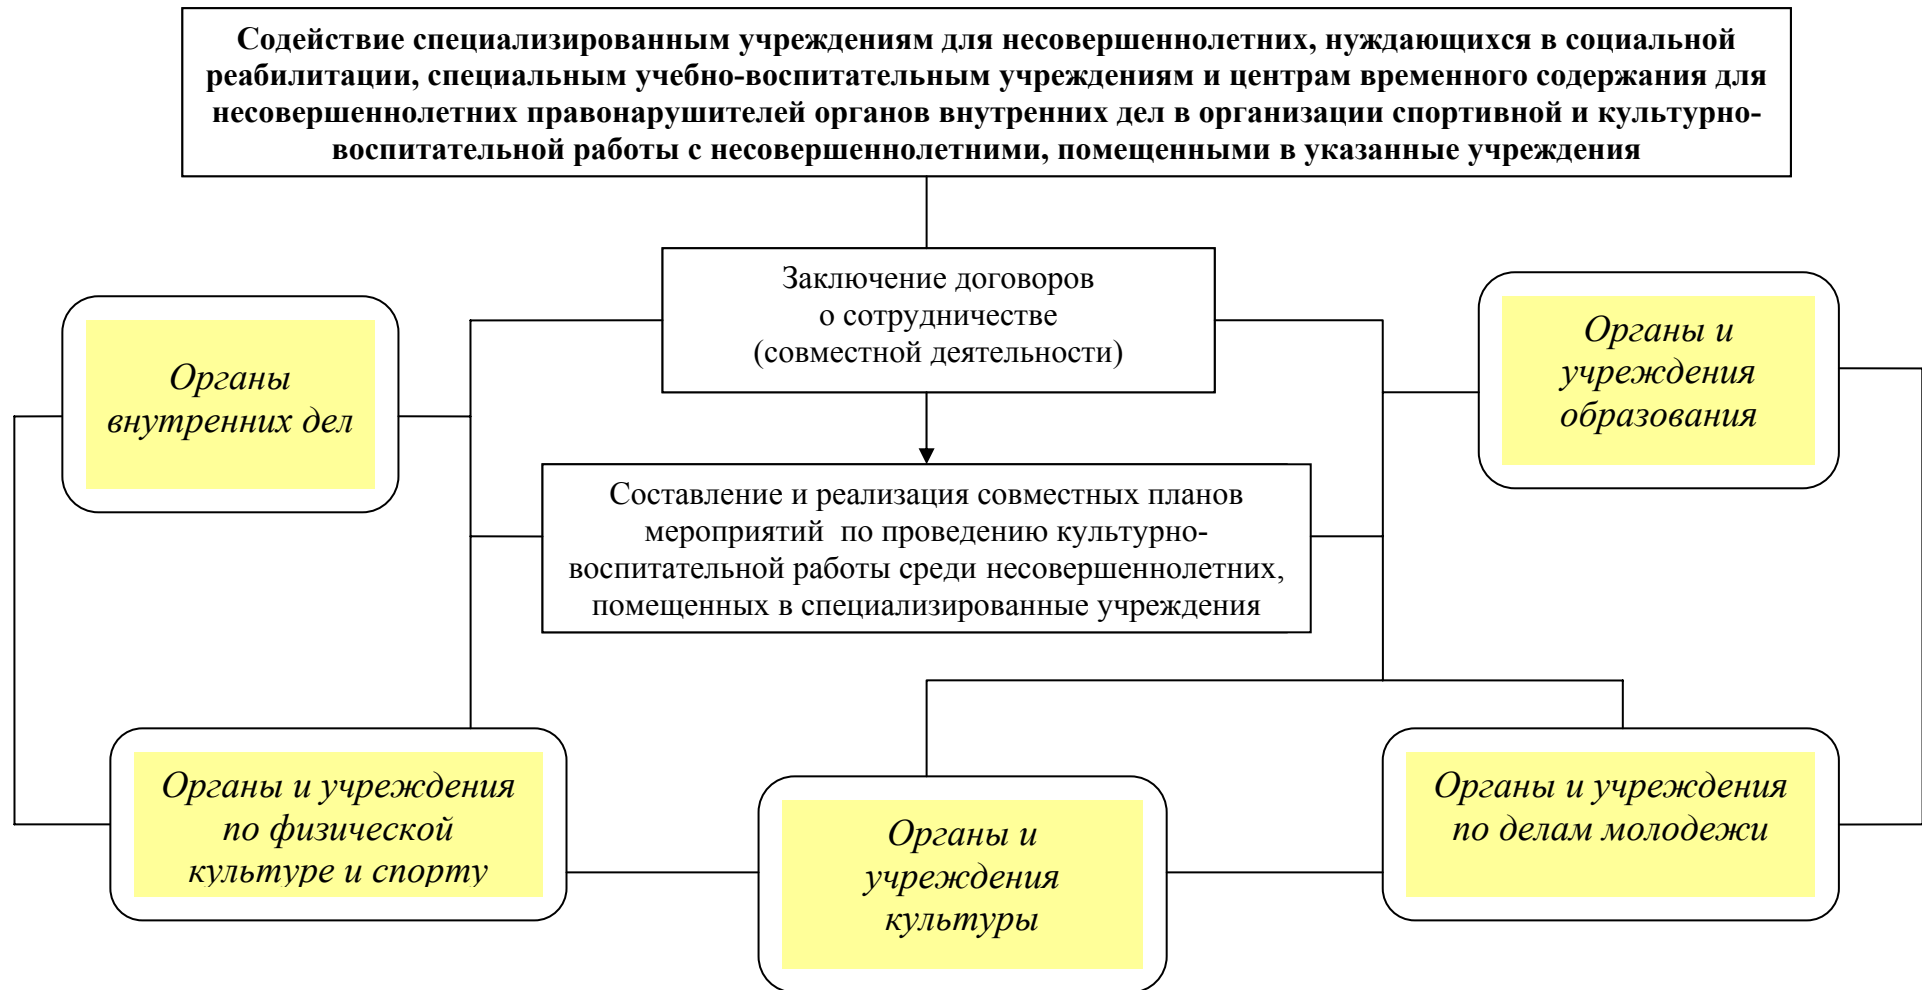 Содействие специализированным учреждениям для несовершеннолетних, нуждающихся в социальной
реабилитации, специальным учебно-воспитательным учреждениям и центрам временного содержания для
несовершеннолетних правонарушителей органов внутренних дел в организации спортивной и культурно-
воспитательной работы с несовершеннолетними, помещенными в указанные учреждения
Заключение договоров
о сотрудничестве
(совместной деятельности)
Органы
внутренних дел
Органы и
учреждения
образования
Составление и реализация совместных планов
мероприятий по проведению культурно-
воспитательной работы среди несовершеннолетних,
помещенных в специализированные учреждения
Органы и учреждения
по физической
культуре и спорту
Органы и
учреждения
культуры
Органы и учреждения
по делам молодежи